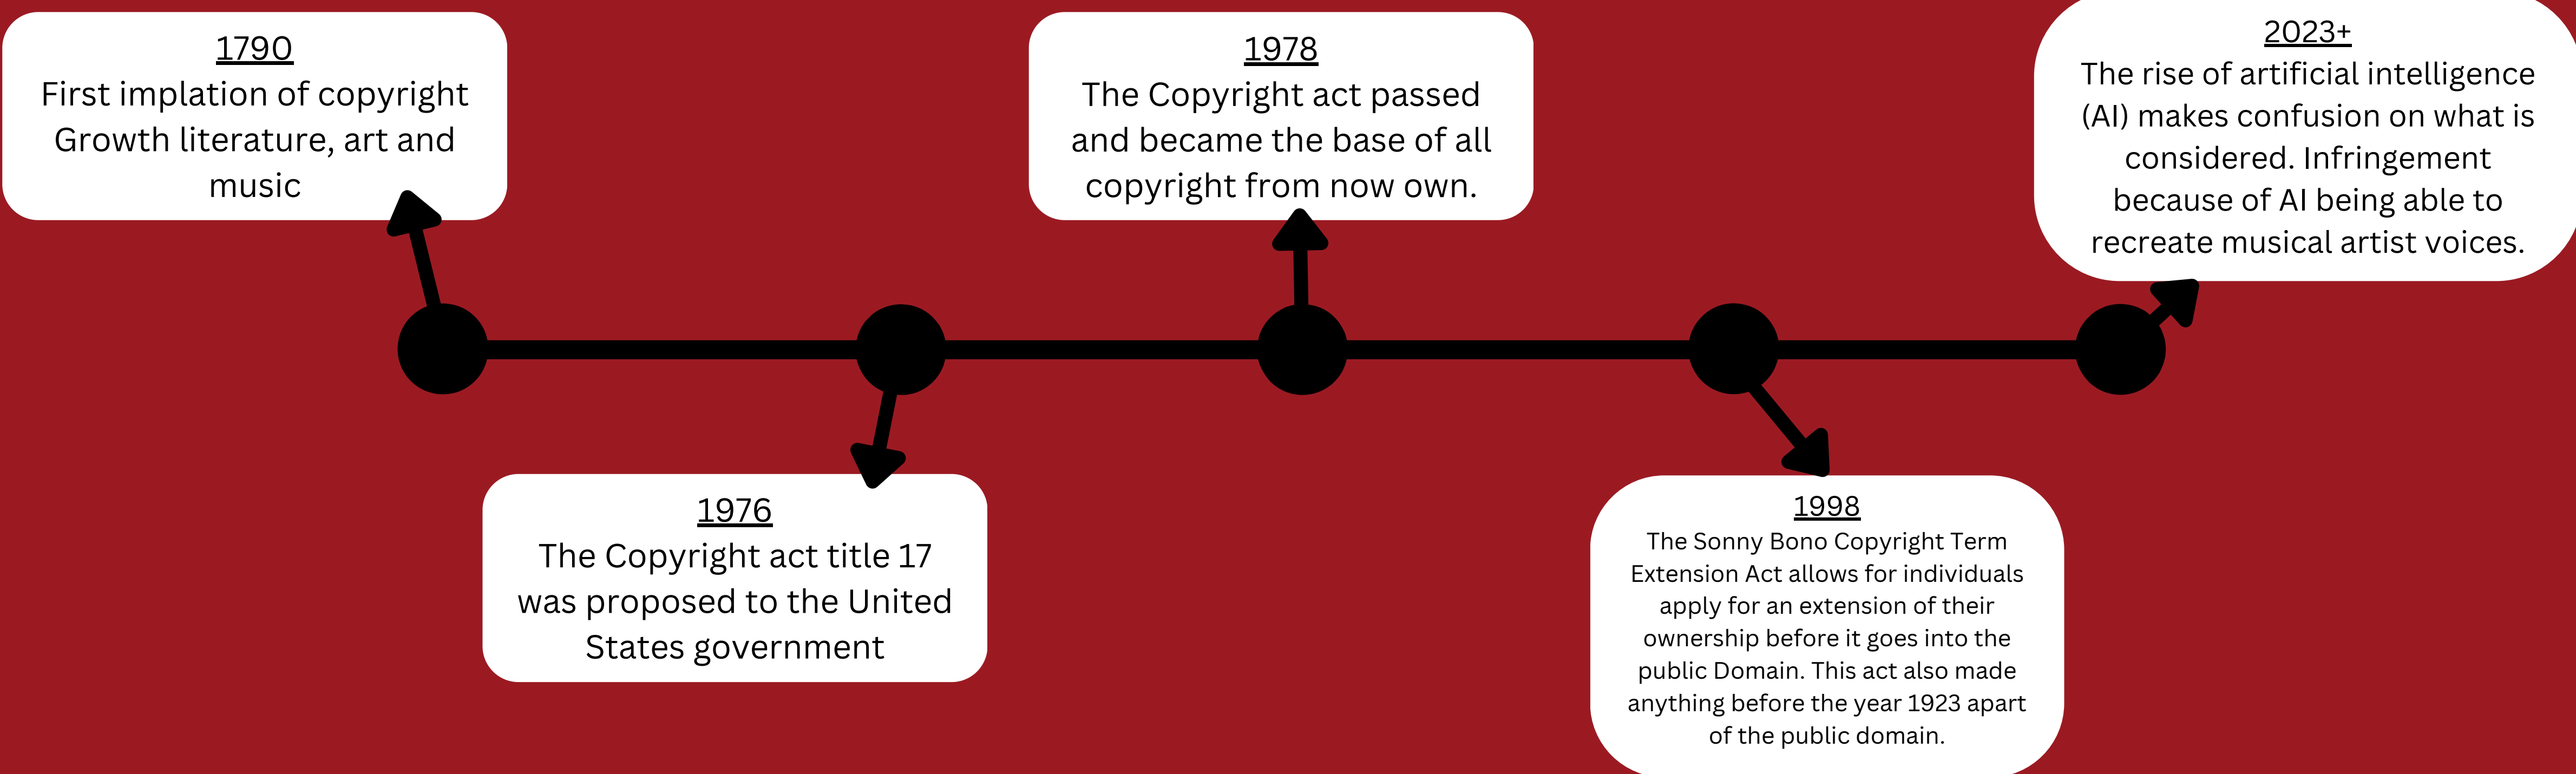 1790
First implation of copyright
Growth literature, art and
music
1976
The Copyright act title 17
was proposed to the United
States government
1978
The Copyright act passed
and became the base of all
copyright from now own.
1998
The Sonny Bono Copyright Term
Extension Act allows for individuals
apply for an extension of their
ownership before it goes into the
public Domain. This act also made
anything before the year 1923 apart
of the public domain.
2023+
The rise of artificial intelligence
(AI) makes confusion on what is
considered. Infringement
because of AI being able to
recreate musical artist voices.